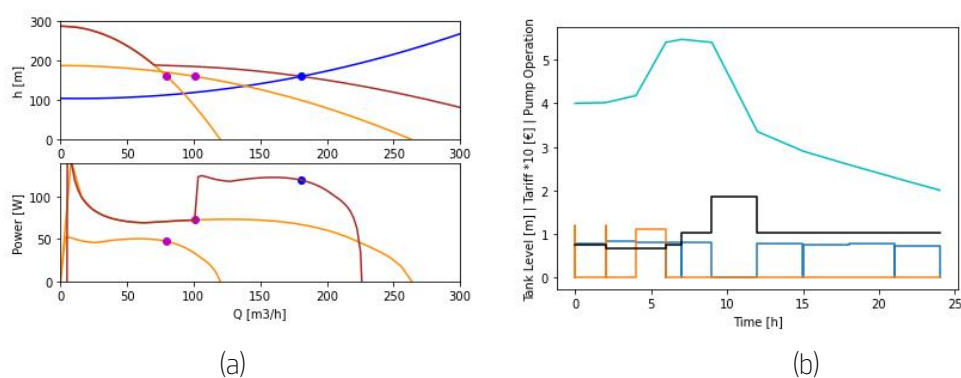 300
200
100
0
h [m]
0 50 100 150 200 250 300
100
50
0
Power [W]
0 50 100 150 200 250 300
Q [m3/h]
(a)
5
4
3
2
1
0
Tank Level [m] | Tariff *10 [€] | Pump Operation
0 5 10 15 20 25
Time [h]
(b)